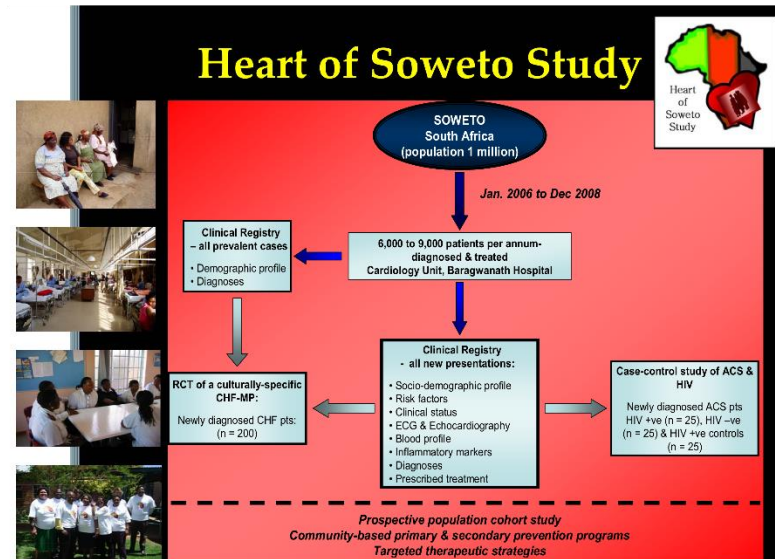 Heart of Soweto Study
Heart
of
Soweto
Study
SOWETO
South Africa
(population 1 million)
Jan. 2006 to Dec 2008
Clinical Registry
– all prevalent cases
• Demographic profile
• Diagnoses
6,000 to 9,000 patients per annum-
diagnosed & treated
Cardiology Unit, Baragwanath Hospital
RCT of a culturally-specific
CHF-MP:
Newly diagnosed CHF pts:
(n = 200)
Clinical Registry
- all new presentations:
• Socio-demographic profile
• Risk factors
• Clinical status
• ECG & Echocardiography
• Blood profile
• Inflammatory markers
• Diagnoses
• Prescribed treatment
Case-control study of ACS &
HIV
Newly diagnosed ACS pts
HIV +ve (n = 25), HIV –ve
(n = 25) & HIV +ve controls
(n = 25)
Prospective population cohort study
Community-based primary & secondary prevention programs
Targeted therapeutic strategies